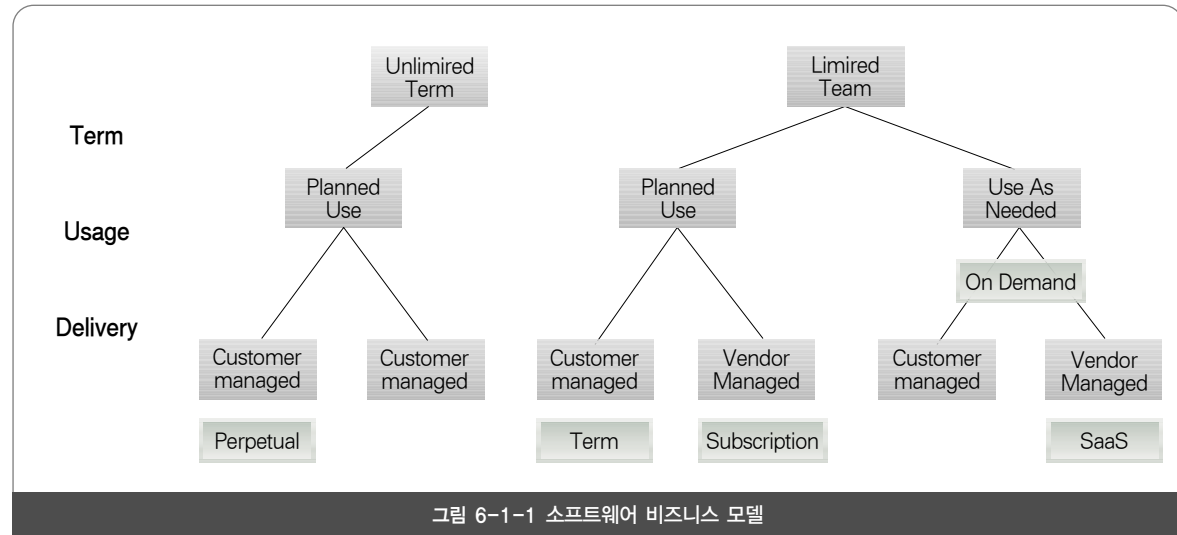 Unlimired
Term
Limired
Team
Term
Planned
Use
Planned
Use
Use As
Needed
Usage
On Demand
Delivery
Customer
managed
Customer
managed
Customer
managed
Vendor
Managed
Customer
managed
Vendor
Managed
Perpetual
Term
Subscription
SaaS
그림 6-1-1 소프트웨어 비즈니스 모델